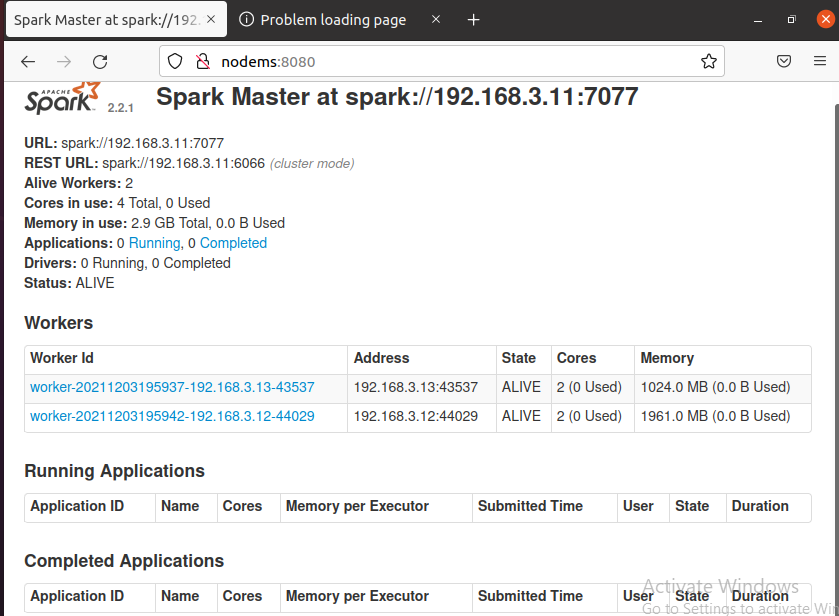 Spark Master at spark://192.
Problem loading page
nodems:8080
APACHE
Spark 2.2.1 Spark Master at spark://192.168.3.11:7077
URL: spark://192.168.3.11:7077
REST URL: spark://192.168.3.11:6066 (cluster mode)
Alive Workers: 2
Cores in use: 4 Total, 0 Used
Memory in use: 2.9 GB Total, 0.0 B Used
Applications: 0 Running, 0 Completed
Drivers: 0 Running, 0 Completed
Status: ALIVE
Workers
Worker Id Address State Cores Memory
worker-20211203195937-192.168.3.13-43537 192.168.3.13:43537 ALIVE 2 (0 Used) 1024.0 MB (0.0 B Used)
worker-20211203195942-192.168.3.12-44029 192.168.3.12:44029 ALIVE 2 (0 Used) 1961.0 MB (0.0 B Used)
Running Applications
Application ID Name Cores Memory per Executor Submitted Time User State Duration
Completed Applications
Application ID Name Cores Memory per Executor Submitted Time User State Duration
Activate Windows
Go to Settings to activate Win